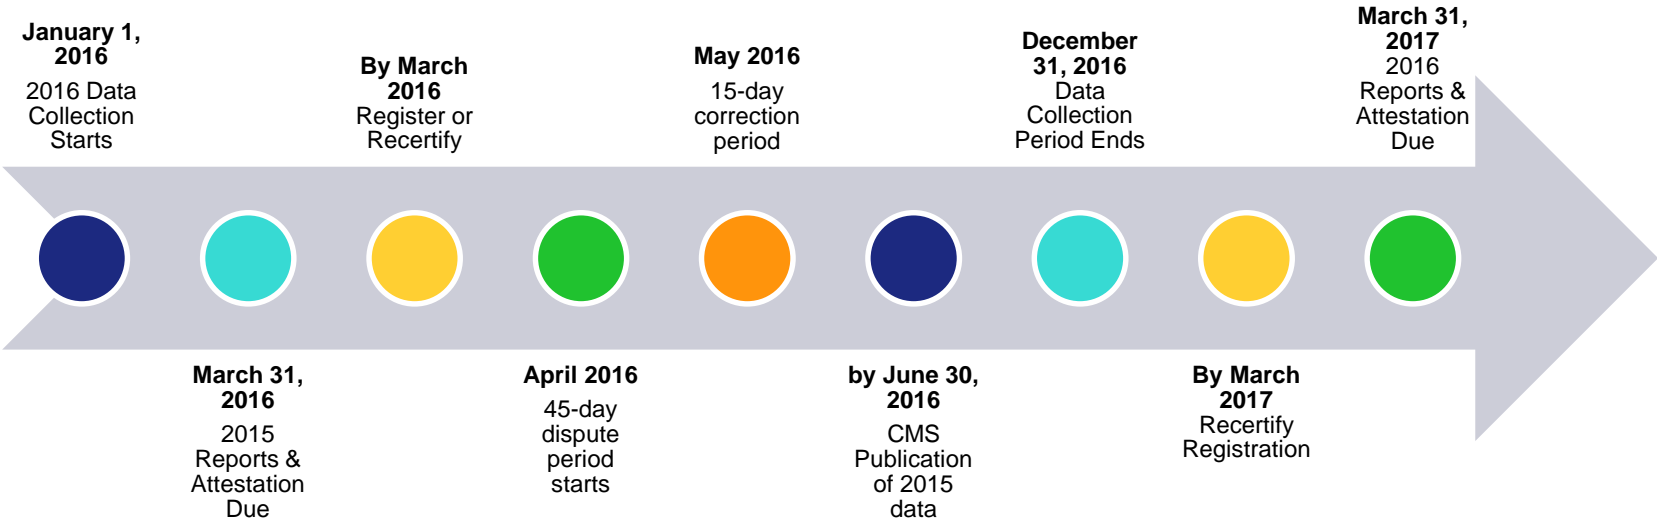 January 1,
2016
2016 Data
Collection
Starts
March 31,
2016
2015
Reports &
Attestation
Due
By March
2016
Register or
Recertify
April 2016
45-day
dispute
period
starts
May 2016
15-day
correction
period
by June 30,
2016
CMS
Publication
of 2015
data
December
31, 2016
Data
Collection
Period Ends
By March
2017
Recertify
Registration
March 31,
2017
2016
Reports &
Attestation
Due